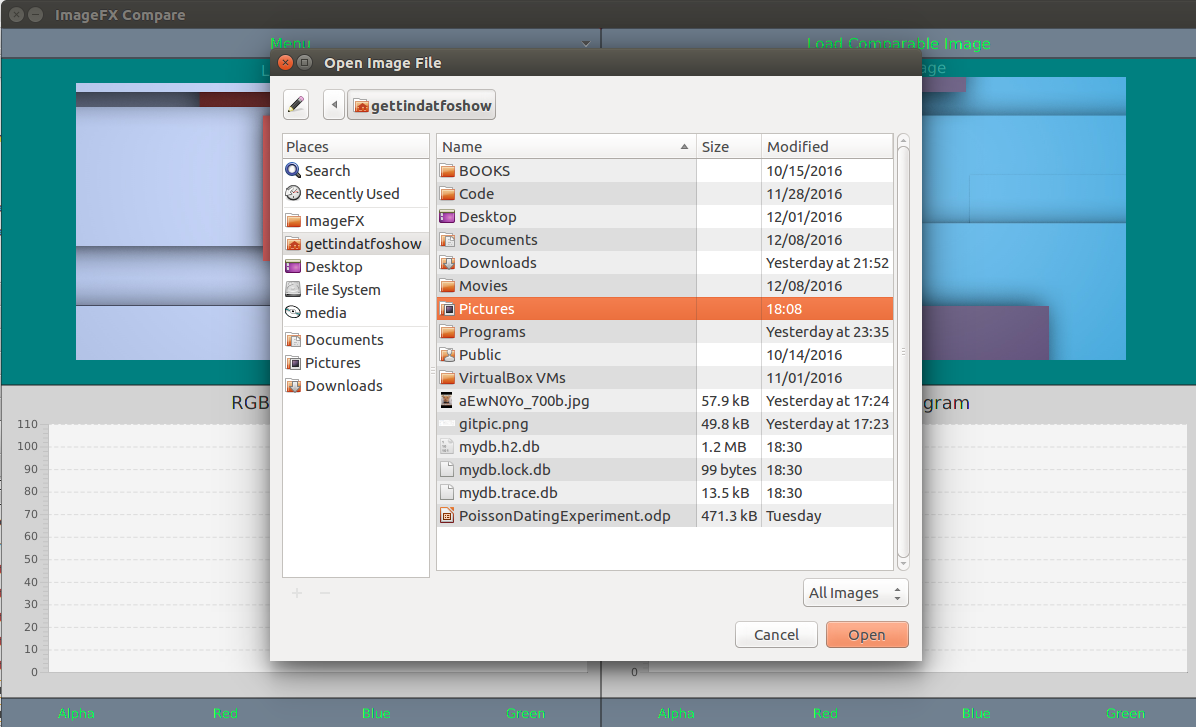 ImageFX Compare
Menu
Load Comparable Image
Open Image File
gettindatfoshow
Places
Search
Recently Used
ImageFX
gettindatfoshow
Desktop
File System
media
Documents
Pictures
Downloads
Name Size Modified
BOOKS 10/15/2016
Code 11/28/2016
Desktop 12/01/2016
Documents 12/08/2016
Downloads Yesterday at 21:52
Movies 12/08/2016
Pictures 18:08
Programs Yesterday at 23:35
Public 10/14/2016
VirtualBox VMs 11/01/2016
aEwN0Yo_700b.jpg 57.9 kB Yesterday at 17:24
gitpic.png 49.8 kB Yesterday at 17:23
mydb.h2.db 1.2 MB 18:30
mydb.lock.db 99 bytes 18:30
mydb.trace.db 13.5 kB 18:30
PoissonDatingExperiment.odp 471.3 kB Tuesday
All Images
Cancel Open
RGB
gram
110
100
90
80
70
60
50
40
30
20
10
0
0
Alpha Red Blue Green
Alpha Red Blue Green